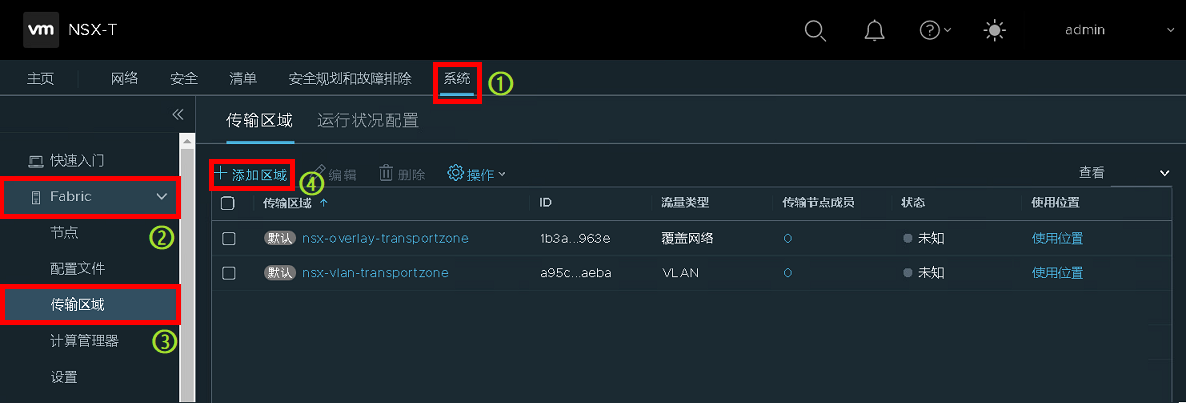 vm NSX-T admin
主页 网络 安全 清单 安全规划和故障排除 系统 ①
传输区域 运行状况配置
快速入门
Fabric
②
节点
配置文件
传输区域
③
计算管理器
设置
+ 添加区域 ④ 编辑 删除 操作 查看
传输区域 ↑ ID 流量类型 传输节点成员 状态 使用位置
默认 nsx-overlay-transportzone 1b3a...963e 覆盖网络 0 未知 使用位置
默认 nsx-vlan-transportzone a95c...aeba VLAN 0 未知 使用位置